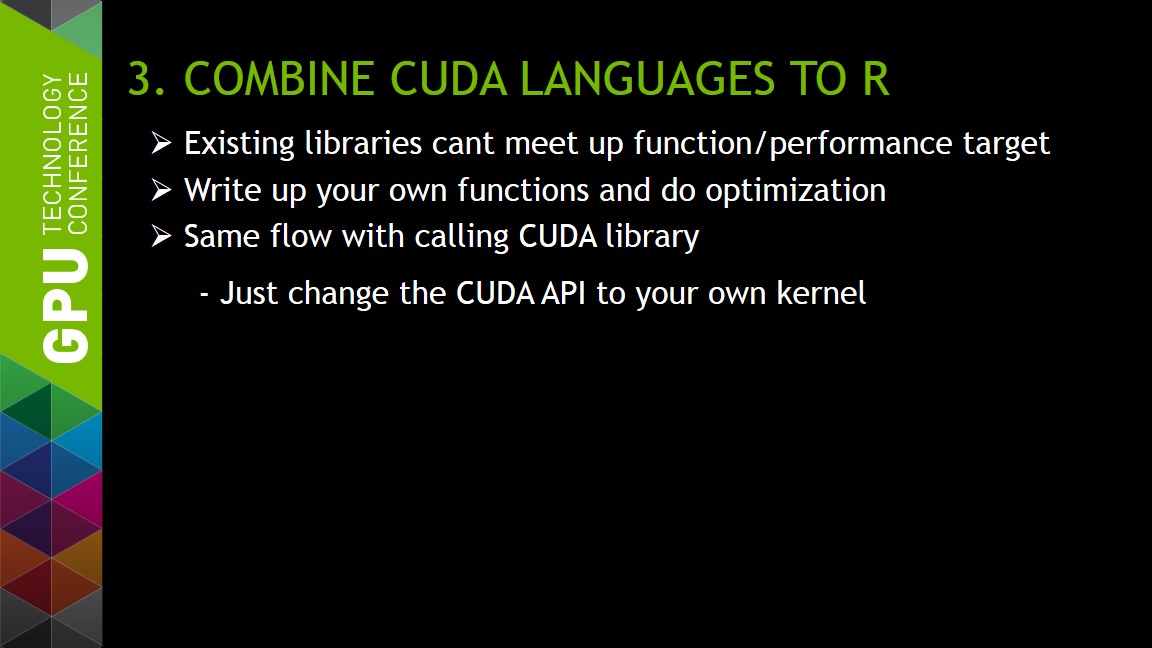 GPU TECHNOLOGY
CONFERENCE
3. COMBINE CUDA LANGUAGES TO R
➢ Existing libraries cant meet up function/performance target
➢ Write up your own functions and do optimization
➢ Same flow with calling CUDA library
- Just change the CUDA API to your own kernel